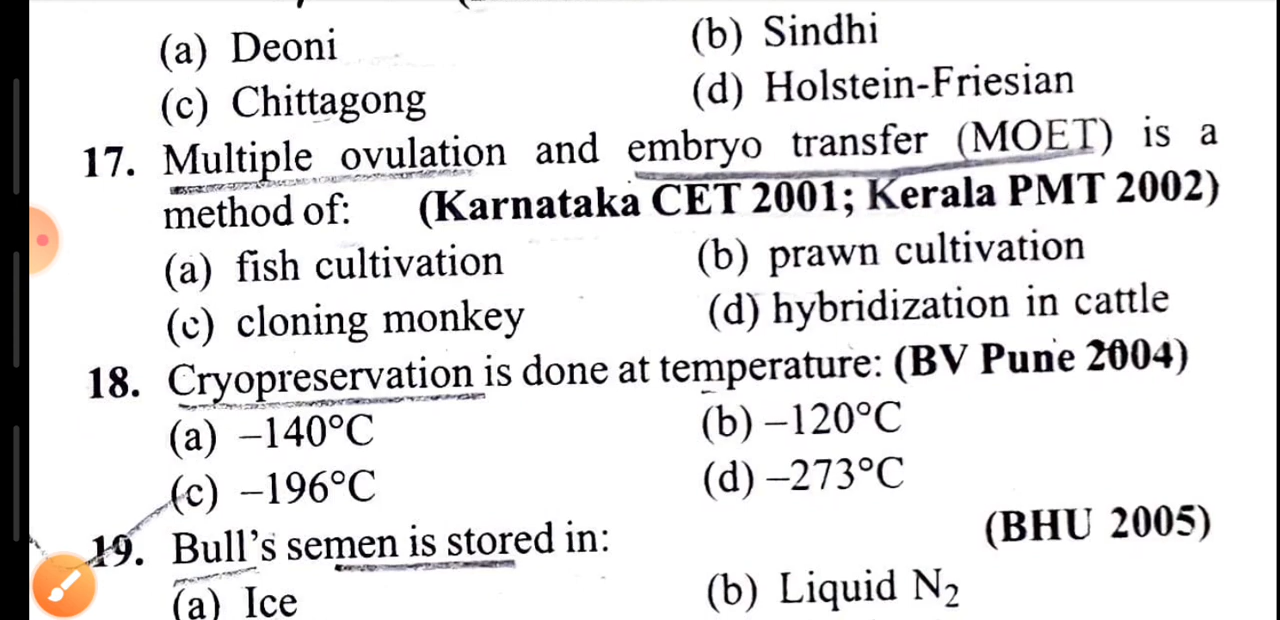 (a) Deoni (b) Sindhi
(c) Chittagong (d) Holstein-Friesian
17. Multiple ovulation and embryo transfer (MOET) is a
method of: (Karnataka CET 2001; Kerala PMT 2002)
(a) fish cultivation (b) prawn cultivation
(c) cloning monkey (d) hybridization in cattle
18. Cryopreservation is done at temperature: (BV Pune 2004)
(a) –140°C (b) –120°C
(c) –196°C (d) –273°C
19. Bull's semen is stored in: (BHU 2005)
(a) Ice (b) Liquid N₂